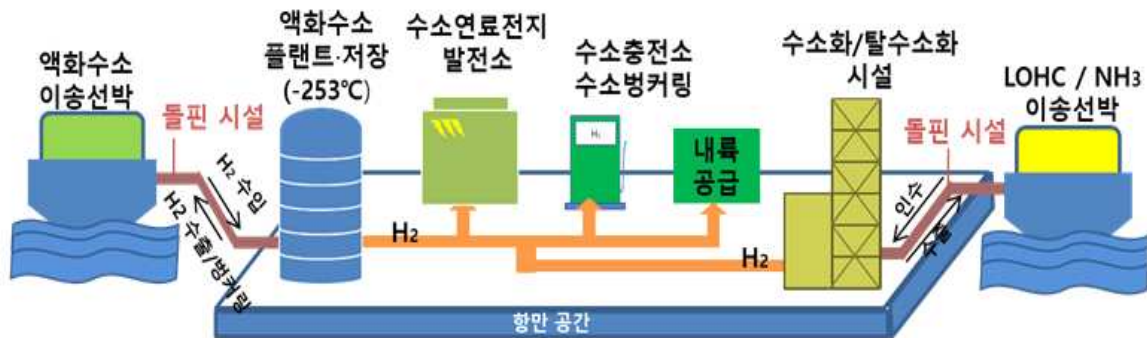 액화수소
이송선박
돌핀 시설
H2 수입
H2 수출/벙커링
액화수소
플랜트·저장
(-253℃)
H2
수소연료전지
발전소
수소충전소
수소벙커링
H2
내륙
공급
수소화/탈수소화
시설
H2
돌핀 시설
인수
수출
LOHC / NH3
이송선박
항만 공간